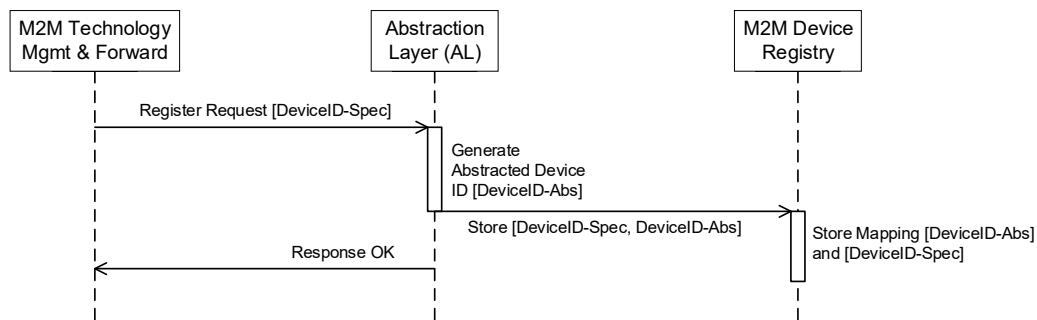 M2M Technology
Mgmt & Forward
Abstraction
Layer (AL)
M2M Device
Registry
Register Request [DeviceID-Spec]
Generate
Abstracted Device
ID [DeviceID-Abs]
Store [DeviceID-Spec, DeviceID-Abs]
Store Mapping [DeviceID-Abs]
and [DeviceID-Spec]
Response OK